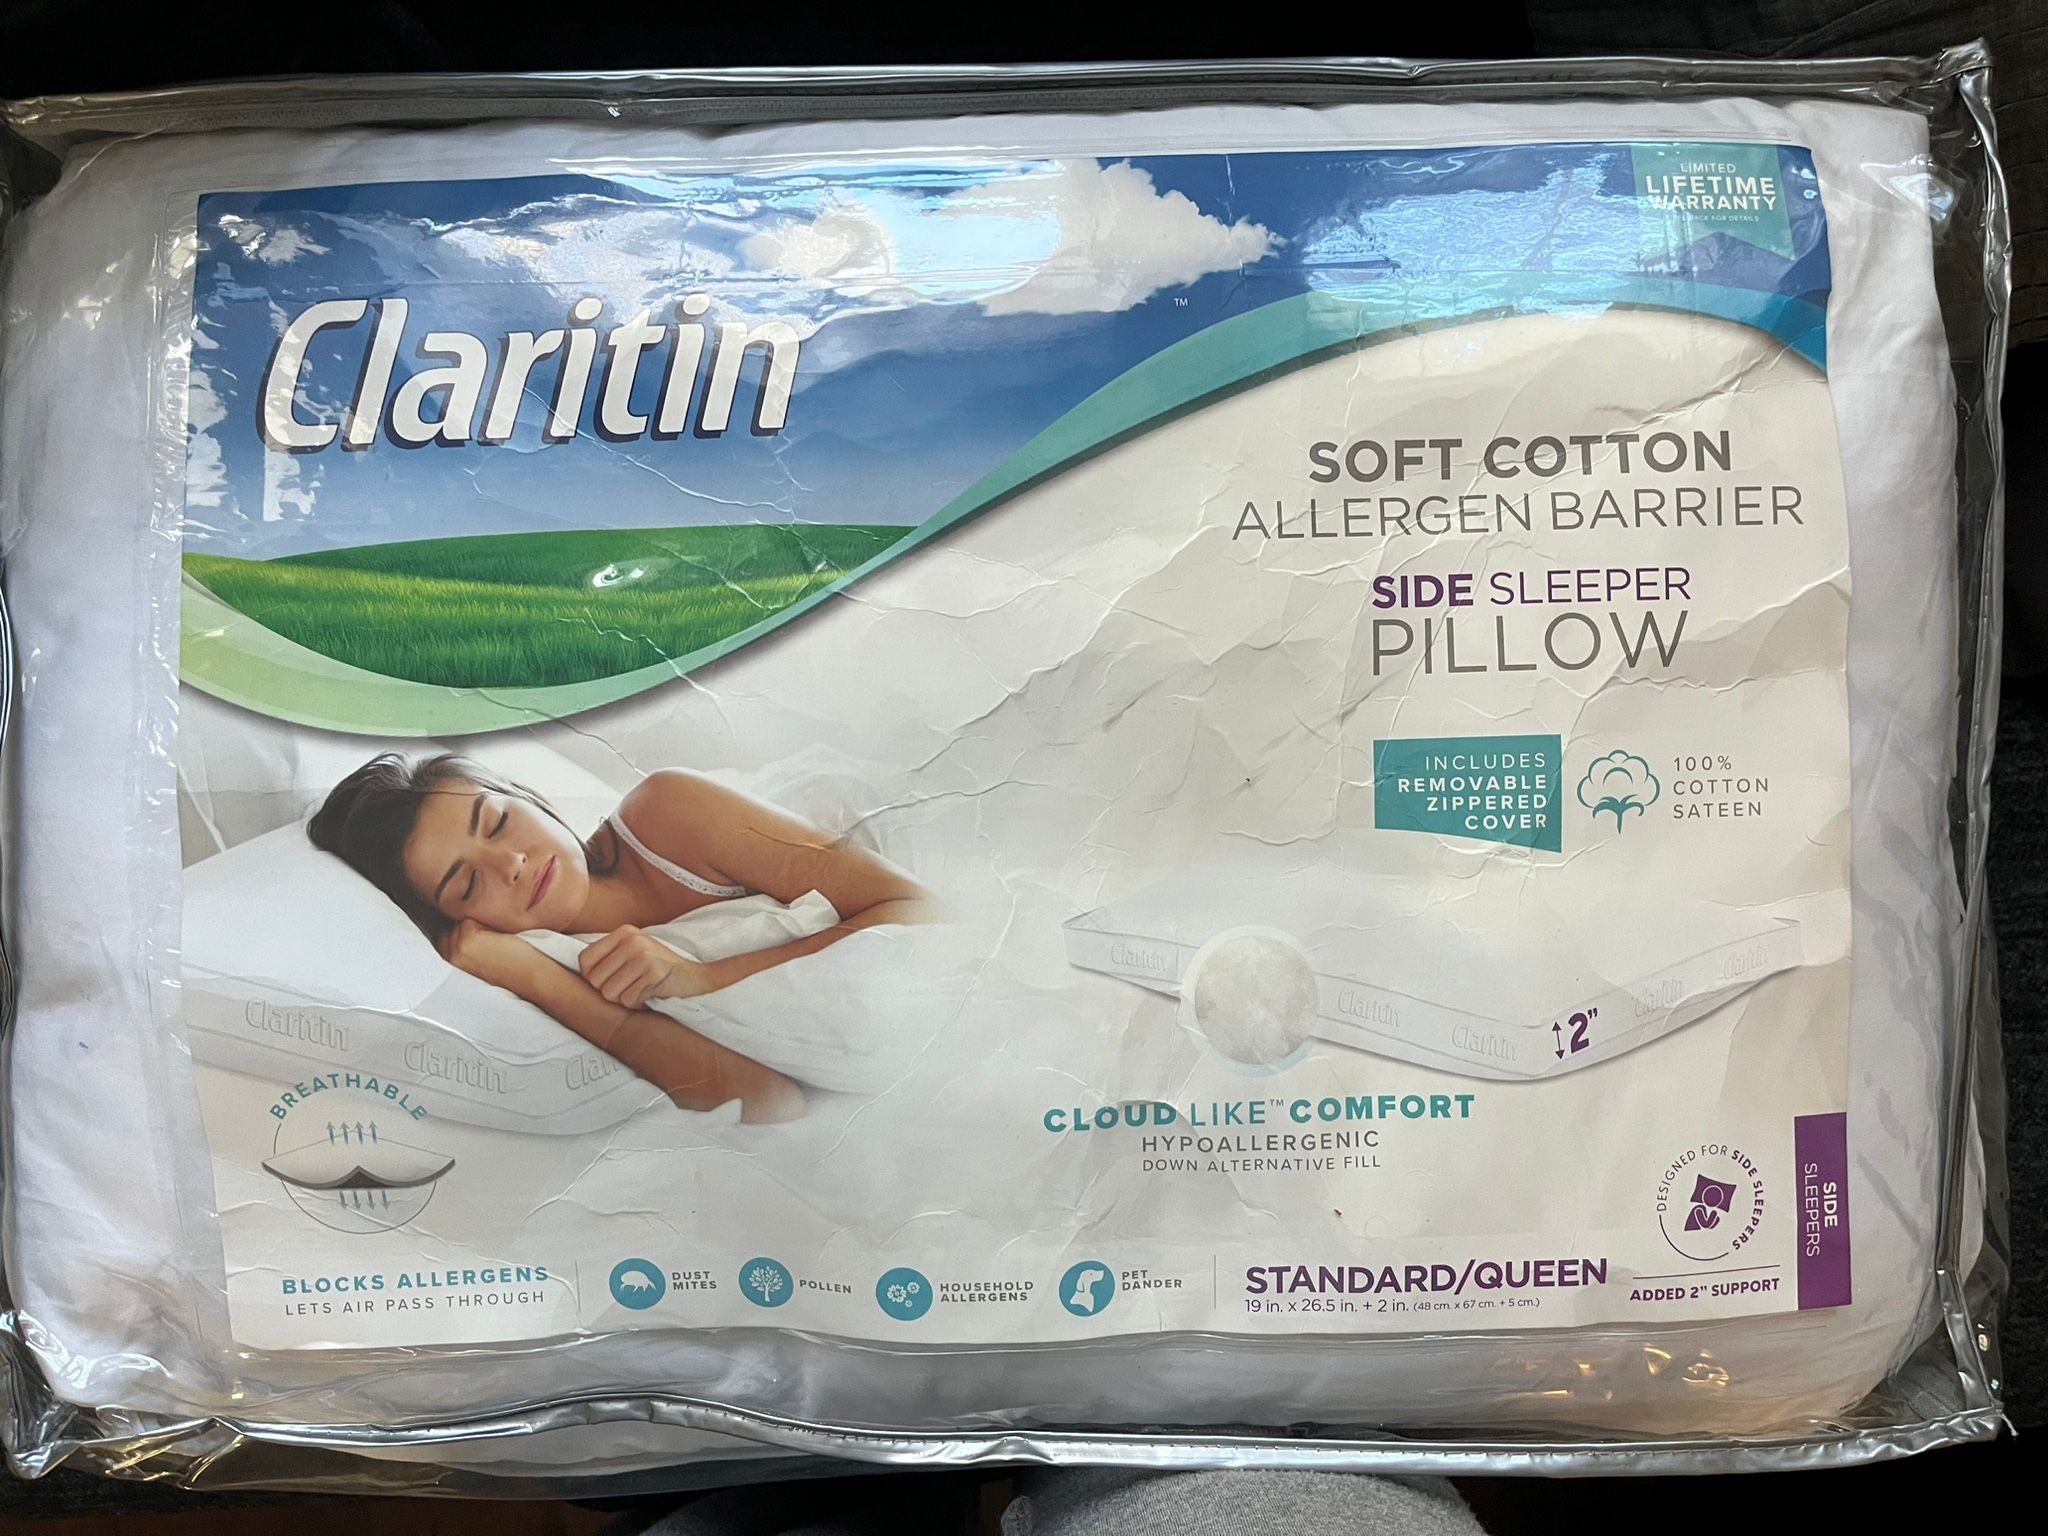 LIMITED
LIFETIME
WARRANTY
BACK FOR DETAILS
Claritin
™
SOFT COTTON
ALLERGEN BARRIER
SIDE SLEEPER
PILLOW
INCLUDES
REMOVABLE
ZIPPERED
COVER
100%
COTTON
SATEEN
Claritin
Claritin
Claritin
Claritin
Claritin
Claritin
Claritin
2"
BREATHABLE
CLOUD LIKE™ COMFORT
HYPOALLERGENIC
DOWN ALTERNATIVE FILL
BLOCKS ALLERGENS
LETS AIR PASS THROUGH
DUST
MITES
POLLEN
HOUSEHOLD
ALLERGENS
PET
DANDER
STANDARD/QUEEN
19 in. x 26.5 in. + 2 in. (48 cm. x 67 cm. + 5 cm.)
DESIGNED FOR SIDE SLEEPERS
ADDED 2" SUPPORT
SIDE
SLEEPERS